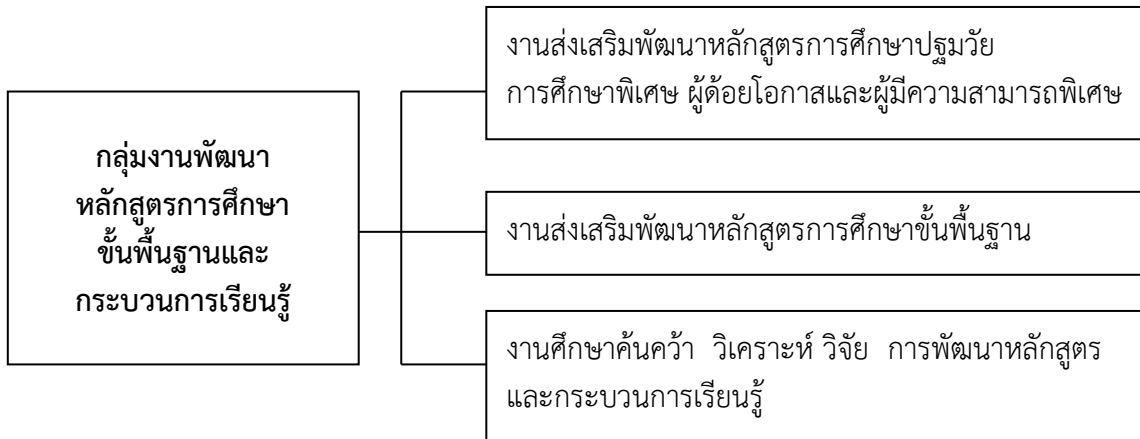 กลุ่มงานพัฒนา
หลักสูตรการศึกษา
ขั้นพื้นฐานและ
กระบวนการเรียนรู้
งานส่งเสริมพัฒนาหลักสูตรการศึกษาปฐมวัย
การศึกษาพิเศษ ผู้ด้อยโอกาสและผู้มีความสามารถพิเศษ
งานส่งเสริมพัฒนาหลักสูตรการศึกษาขั้นพื้นฐาน
งานศึกษาค้นคว้า วิเคราะห์ วิจัย การพัฒนาหลักสูตร
และกระบวนการเรียนรู้